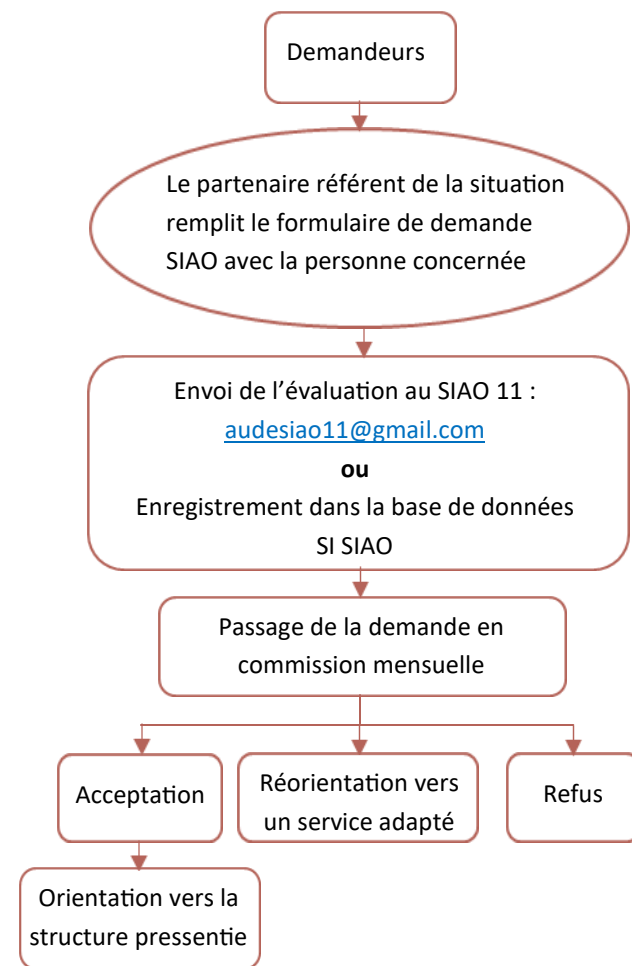 Demandeurs
Le partenaire référent de la situation
remplit le formulaire de demande
SIAO avec la personne concernée
Envoi de l’évaluation au SIAO 11 :
audesiao11@gmail.com
ou
Enregistrement dans la base de données
SI SIAO
Passage de la demande en
commission mensuelle
Acceptation
Réorientation vers
un service adapté
Refus
Orientation vers la
structure pressentie